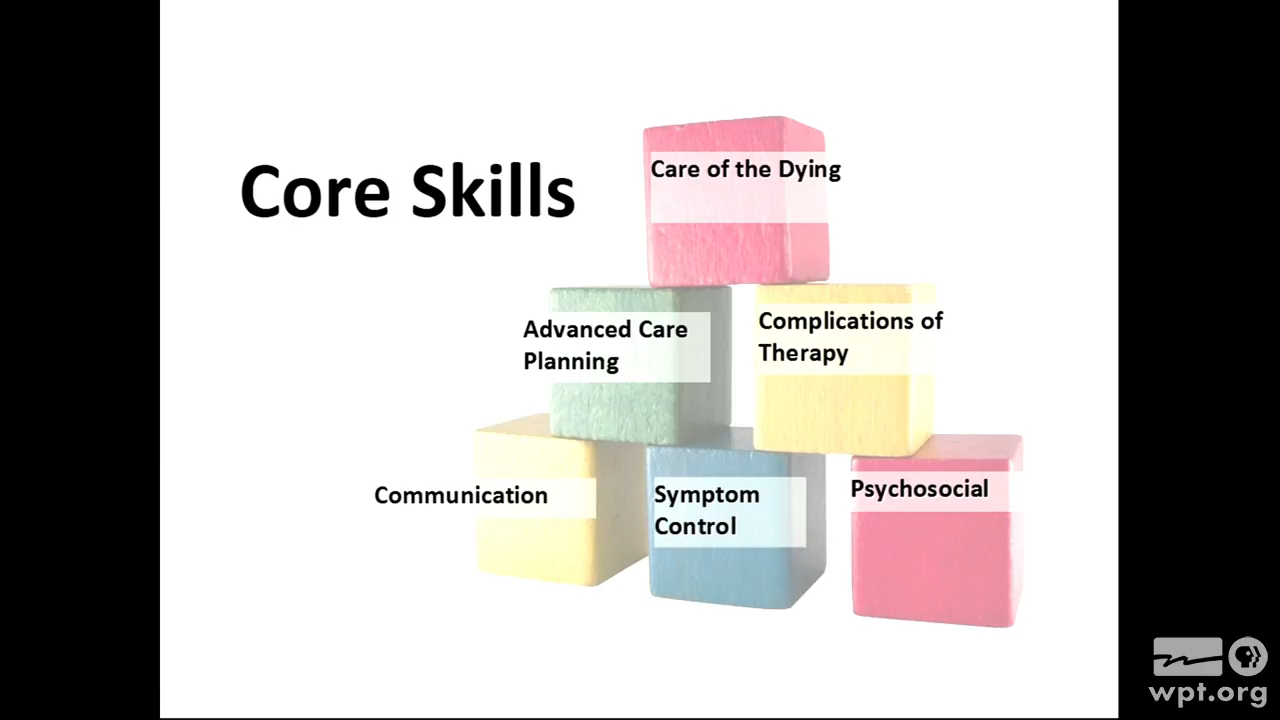 Core Skills
Care of the Dying
Advanced Care
Planning
Complications of
Therapy
Communication
Symptom
Control
Psychosocial
wpt.org